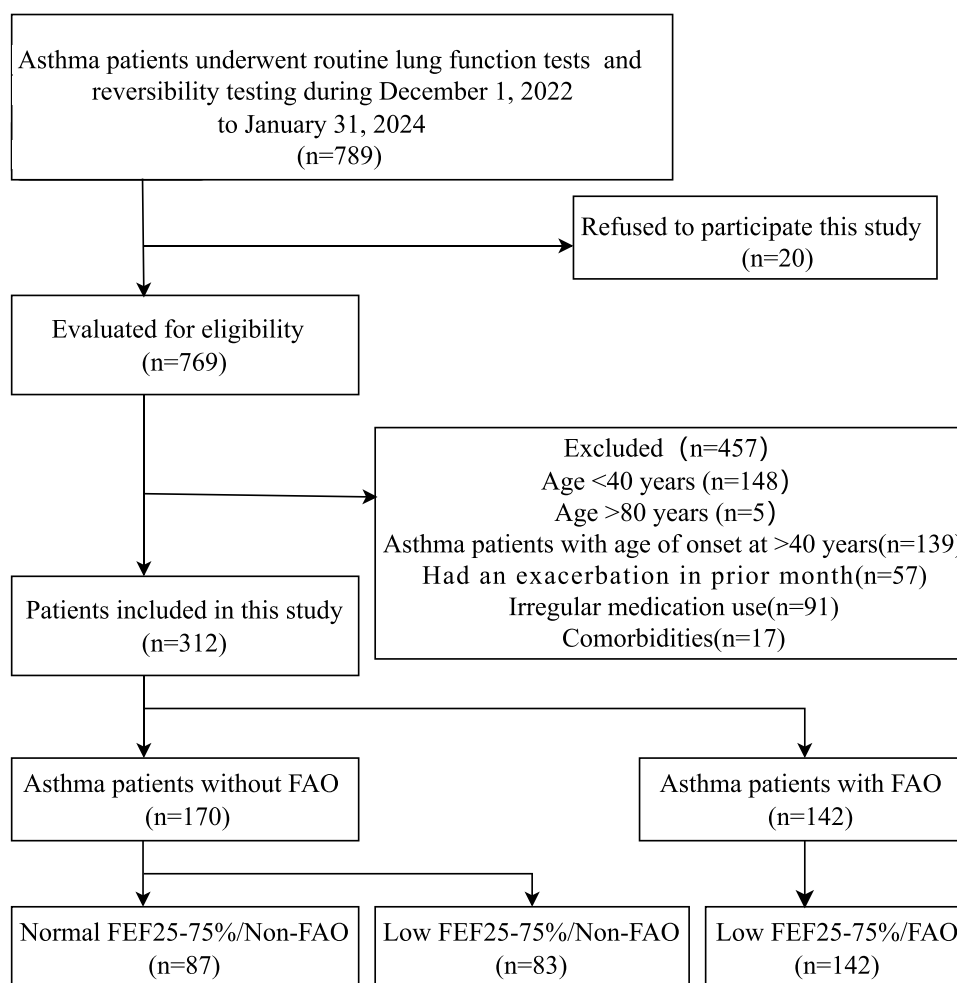 Asthma patients underwent routine lung function tests and
reversibility testing during December 1, 2022
to January 31, 2024
(n=789)
Refused to participate this study
(n=20)
Evaluated for eligibility
(n=769)
Excluded（n=457）
Age <40 years (n=148）
Age >80 years (n=5）
Asthma patients with age of onset at >40 years(n=139)
Had an exacerbation in prior month(n=57)
Irregular medication use(n=91)
Comorbidities(n=17)
Patients included in this study
(n=312)
Asthma patients without FAO
(n=170)
Asthma patients with FAO
(n=142)
Normal FEF25-75%/Non-FAO
(n=87)
Low FEF25-75%/Non-FAO
(n=83)
Low FEF25-75%/FAO
(n=142)